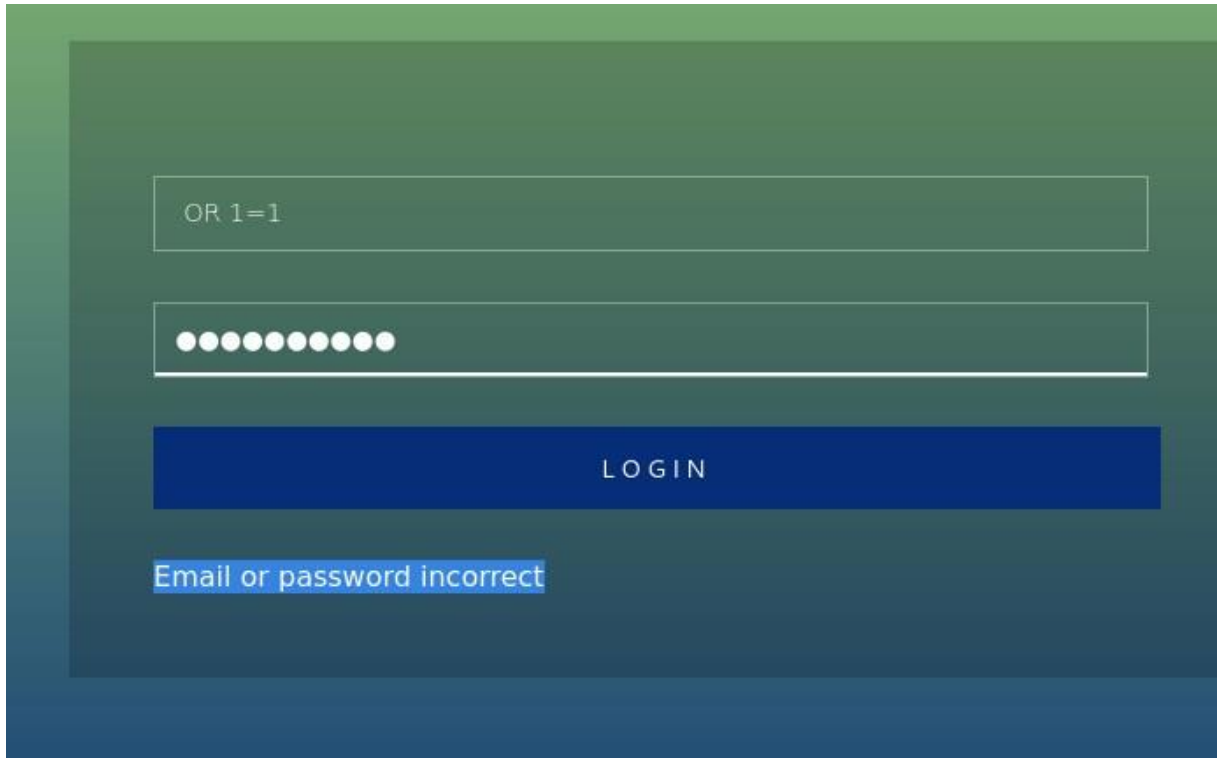 OR 1=1
●●●●●●●●●●
LOGIN
Email or password incorrect